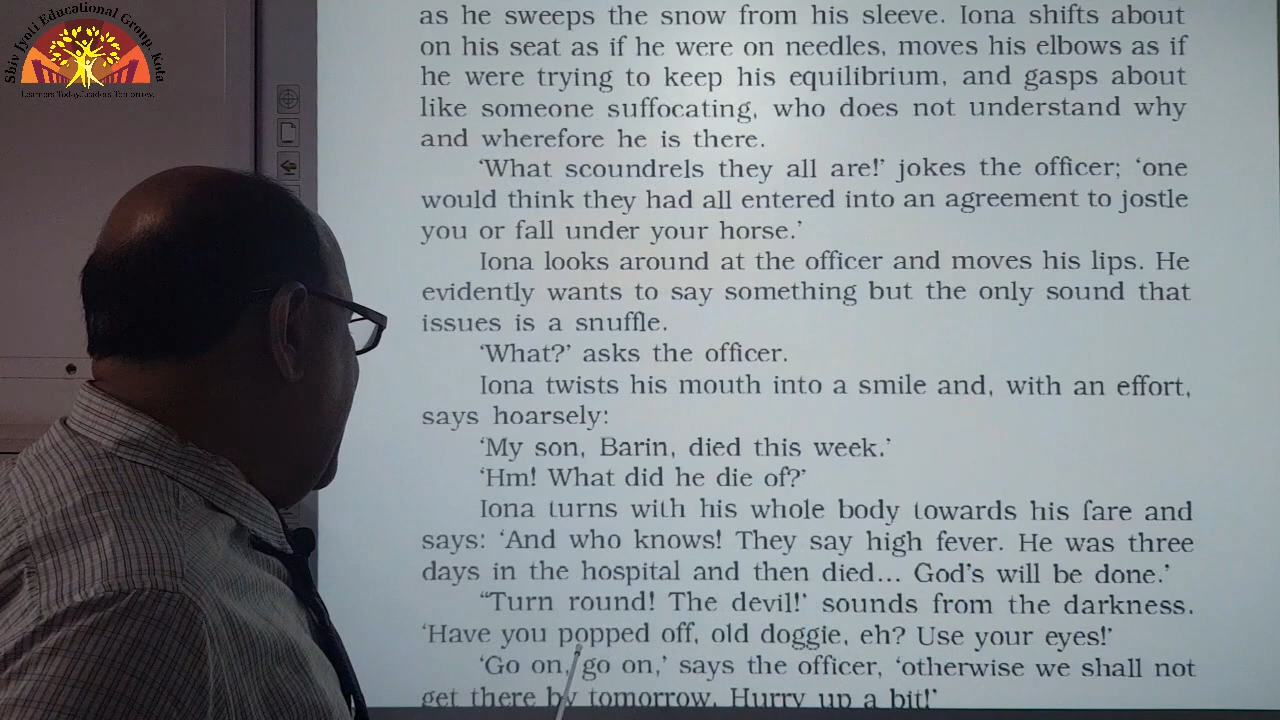 Shiv Jyoti Educational Group, Kota
Learners Today...Leaders Tomorrow.
as he sweeps the snow from his sleeve. Iona shifts about
on his seat as if he were on needles, moves his elbows as if
he were trying to keep his equilibrium, and gasps about
like someone suffocating, who does not understand why
and wherefore he is there.
‘What scoundrels they all are!’ jokes the officer; ‘one
would think they had all entered into an agreement to jostle
you or fall under your horse.’
Iona looks around at the officer and moves his lips. He
evidently wants to say something but the only sound that
issues is a snuffle.
‘What?’ asks the officer.
Iona twists his mouth into a smile and, with an effort,
says hoarsely:
‘My son, Barin, died this week.’
‘Hm! What did he die of?’
Iona turns with his whole body towards his fare and
says: ‘And who knows! They say high fever. He was three
days in the hospital and then died... God’s will be done.’
“Turn round! The devil!’ sounds from the darkness.
‘Have you popped off, old doggie, eh? Use your eyes!’
‘Go on, go on,’ says the officer, ‘otherwise we shall not
get there by tomorrow. Hurry up a bit!’